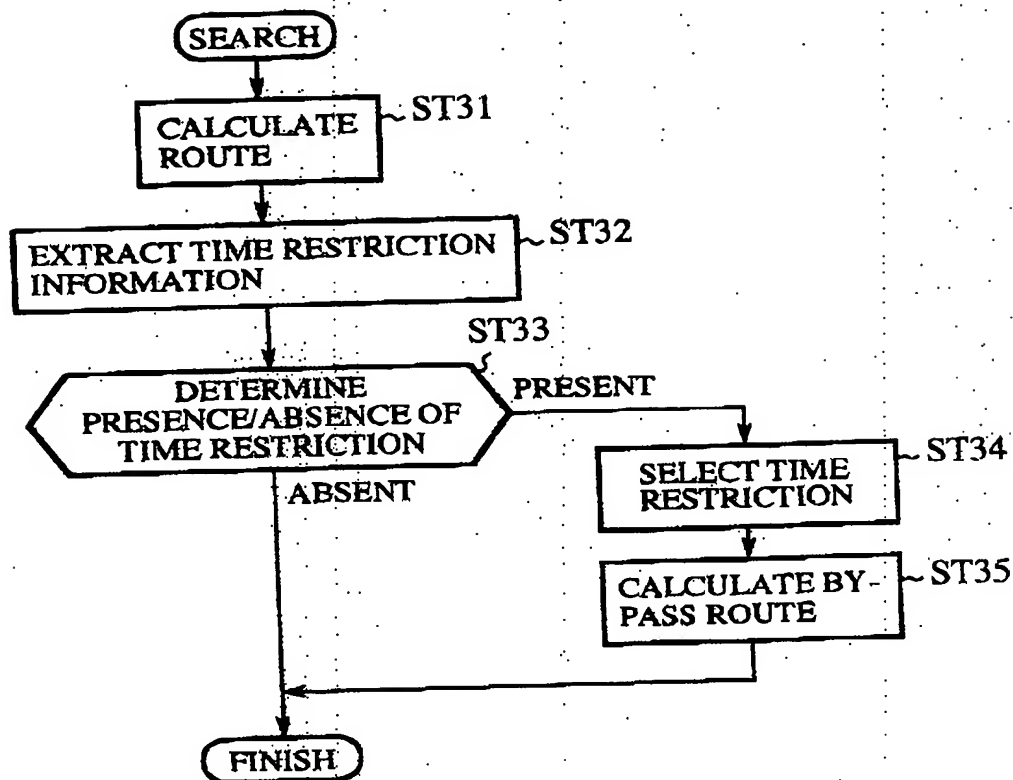 SEARCH
CALCULATE
ROUTE
ST31
EXTRACT TIME RESTRICTION
INFORMATION
ST32
ST33
DETERMINE
PRESENCE/ABSENCE OF
TIME RESTRICTION
PRESENT
ABSENT
SELECT TIME
RESTRICTION
ST34
CALCULATE BY-
PASS ROUTE
ST35
FINISH